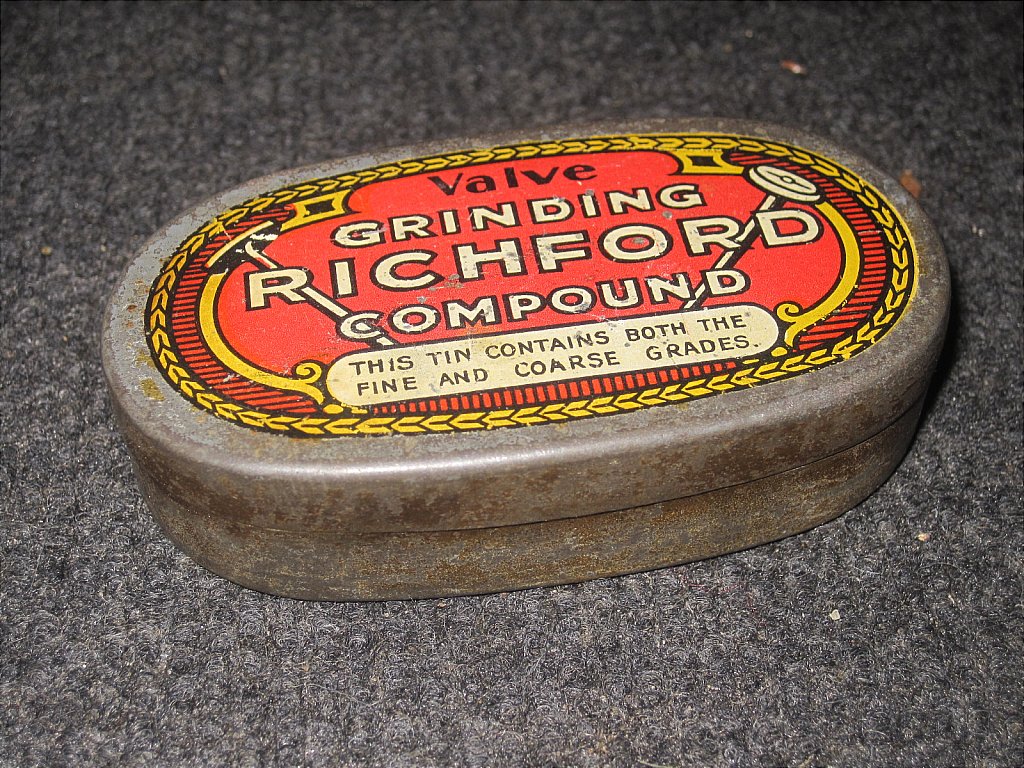 Valve
GRINDING
RICHFORD
COMPOUND
THIS TIN CONTAINS BOTH THE
FINE AND COARSE GRADES.